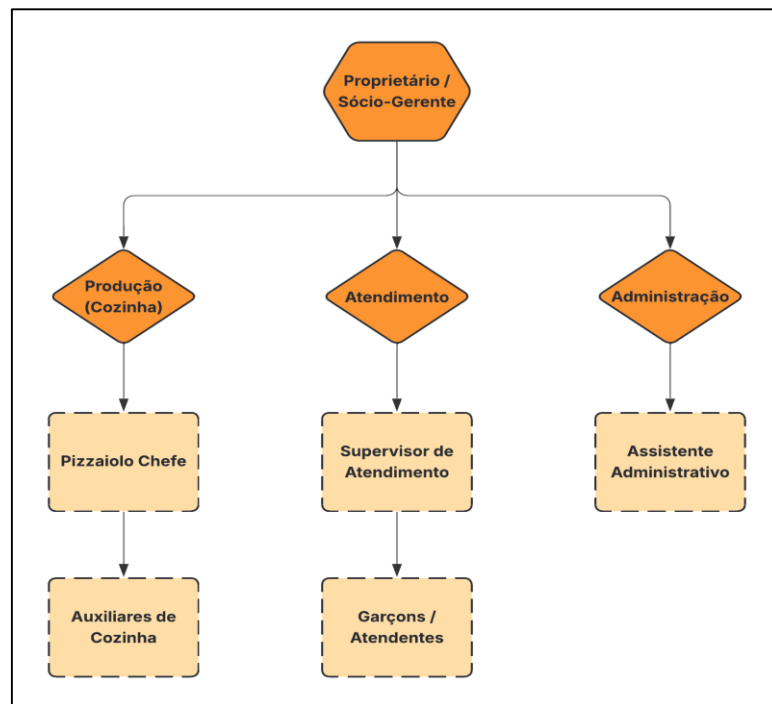 Proprietário /
Sócio-Gerente
Produção
(Cozinha)
Atendimento
Administração
Pizzaiolo Chefe
Supervisor de
Atendimento
Assistente
Administrativo
Auxiliares de
Cozinha
Garçons /
Atendentes